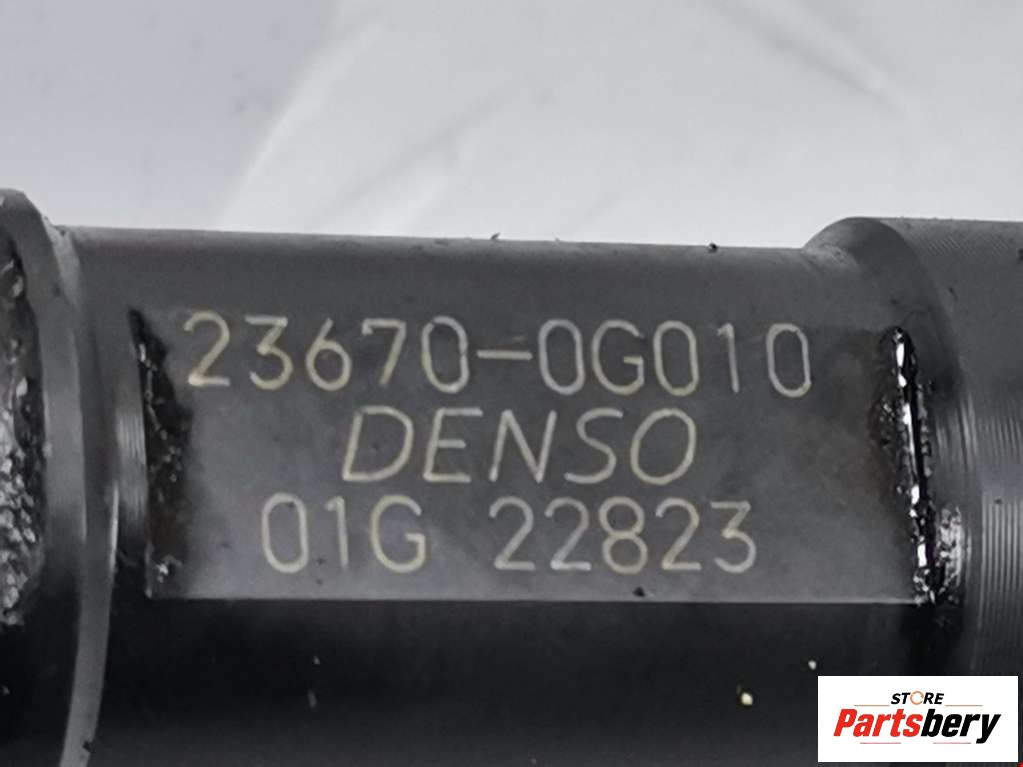 23670-0G010
DENSO
01G 22823
STORE
Partsbery